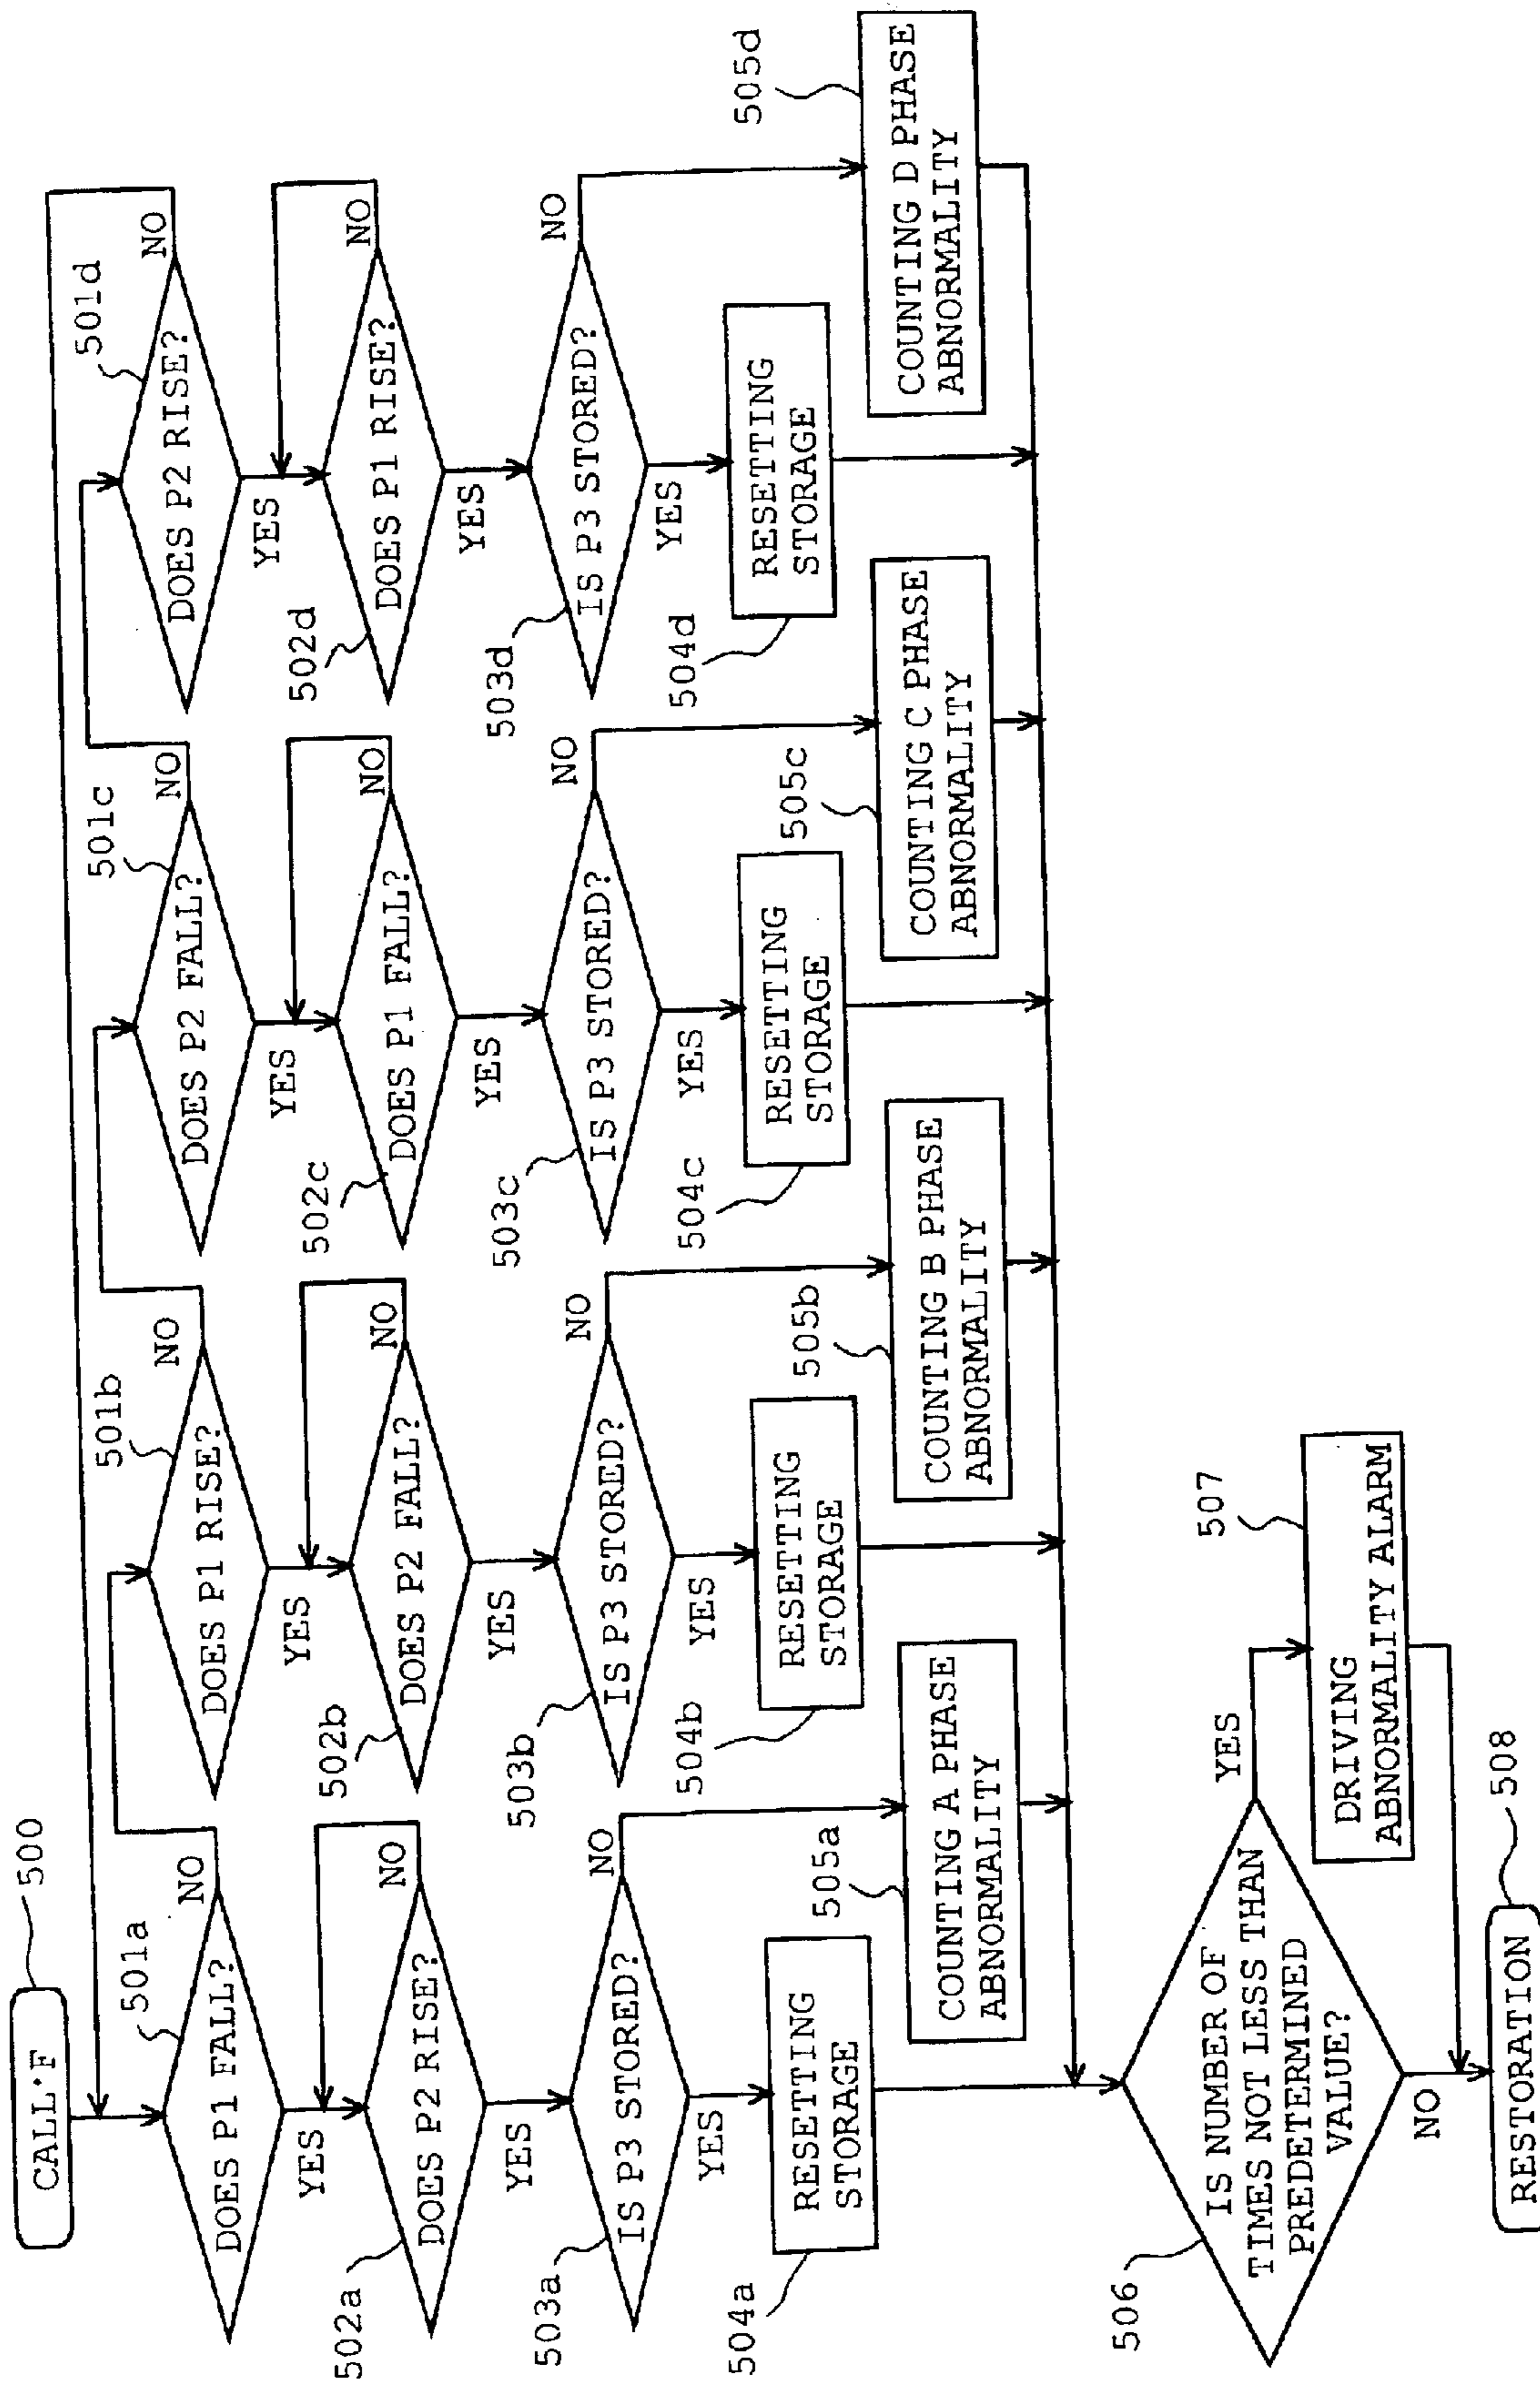 CALL·F
500
DOES P1 FALL?
501a
NO
YES
DOES P2 RISE?
502a
NO
YES
IS P3 STORED?
503a
NO
YES
RESETTING
STORAGE
504a
COUNTING A PHASE
ABNORMALITY
505a
DOES P1 RISE?
501b
NO
YES
DOES P2 FALL?
502b
NO
YES
IS P3 STORED?
503b
NO
YES
RESETTING
STORAGE
504b
COUNTING B PHASE
ABNORMALITY
505b
DOES P2 FALL?
501c
NO
YES
DOES P1 FALL?
502c
NO
YES
IS P3 STORED?
503c
NO
YES
RESETTING
STORAGE
504c
COUNTING C PHASE
ABNORMALITY
505c
DOES P2 RISE?
501d
NO
YES
DOES P1 RISE?
502d
NO
YES
IS P3 STORED?
503d
NO
YES
RESETTING
STORAGE
504d
COUNTING D PHASE
ABNORMALITY
505d
506
IS NUMBER OF
TIMES NOT LESS THAN
PREDETERMINED
VALUE?
YES
NO
507
DRIVING
ABNORMALITY ALARM
RESTORATION
508